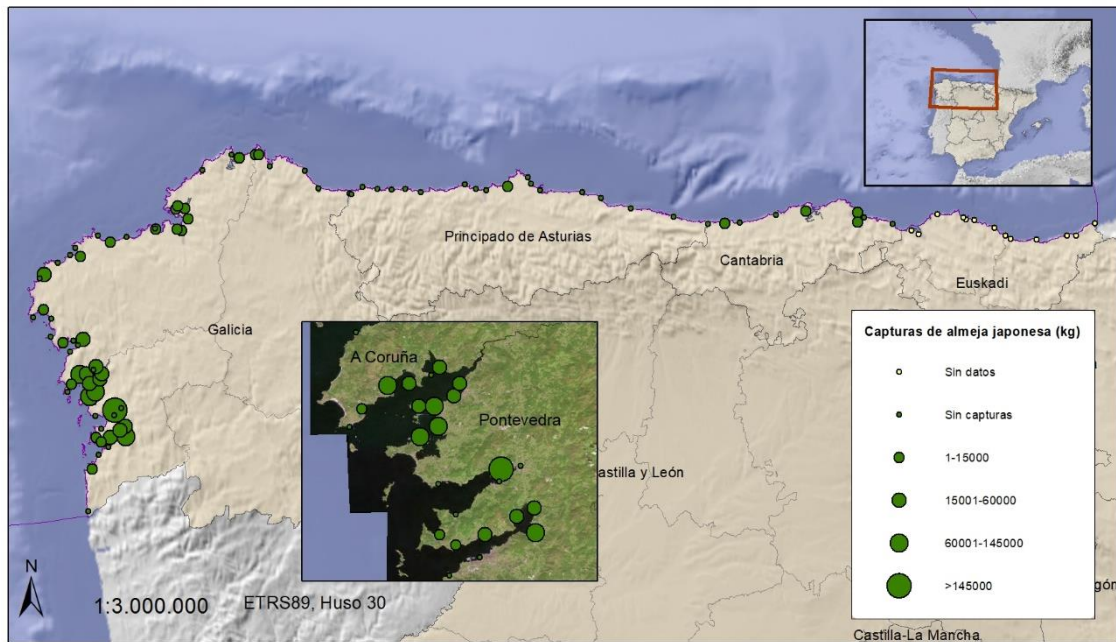 Principado de Asturias
Cantabria
Euskadi
Galicia
A Coruña
Pontevedra
astilla y León
Castilla-La Mancha
gón
Capturas de almeja japonesa (kg)
Sin datos
Sin capturas
1-15000
15001-60000
60001-145000
>145000
N
1:3.000.000
ETRS89, Huso 30